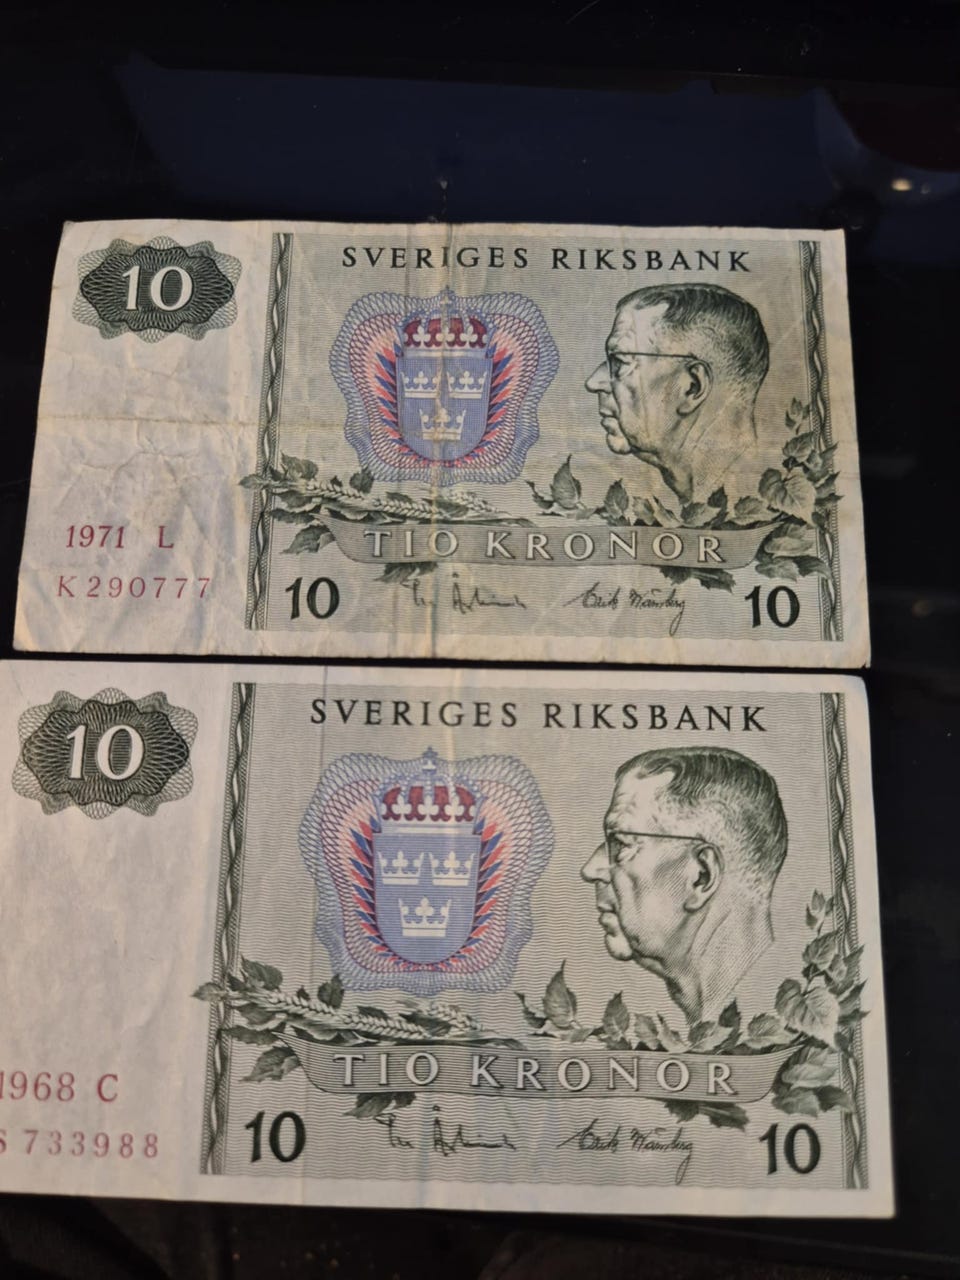 10
SVERIGES RIKSBANK
1971 L
K 290777
TIO KRONOR
10
10
10
SVERIGES RIKSBANK
1968 C
S 733988
TIO KRONOR
10
10